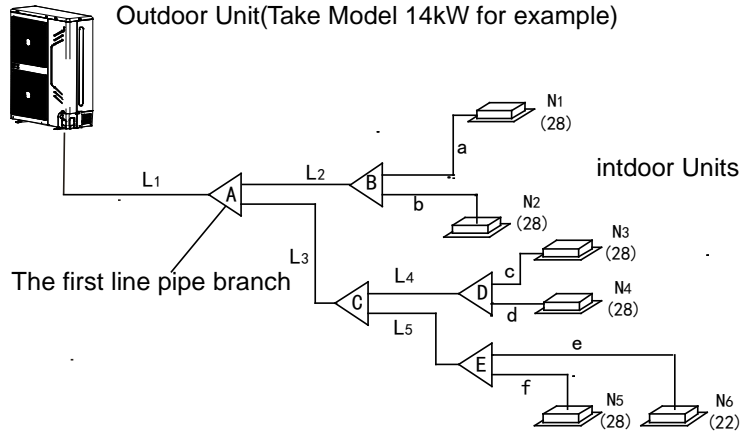 Outdoor Unit(Take Model 14kW for example)
N1
(28)
a
intdoor Units
L1
L2
B
A
b
N2
(28)
N3
(28)
L3
The first line pipe branch
c
L4
D
N4
(28)
C
d
L5
e
E
f
N5
(28)
N6
(22)